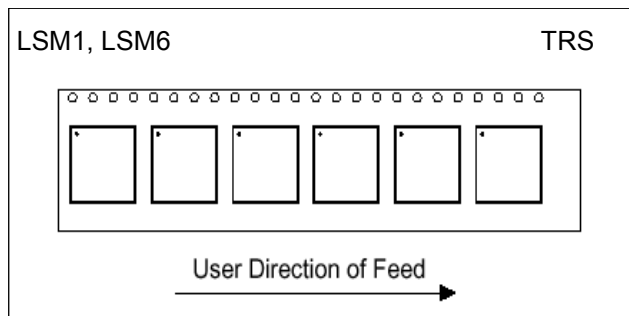 LSM1, LSM6 TRS
User Direction of Feed